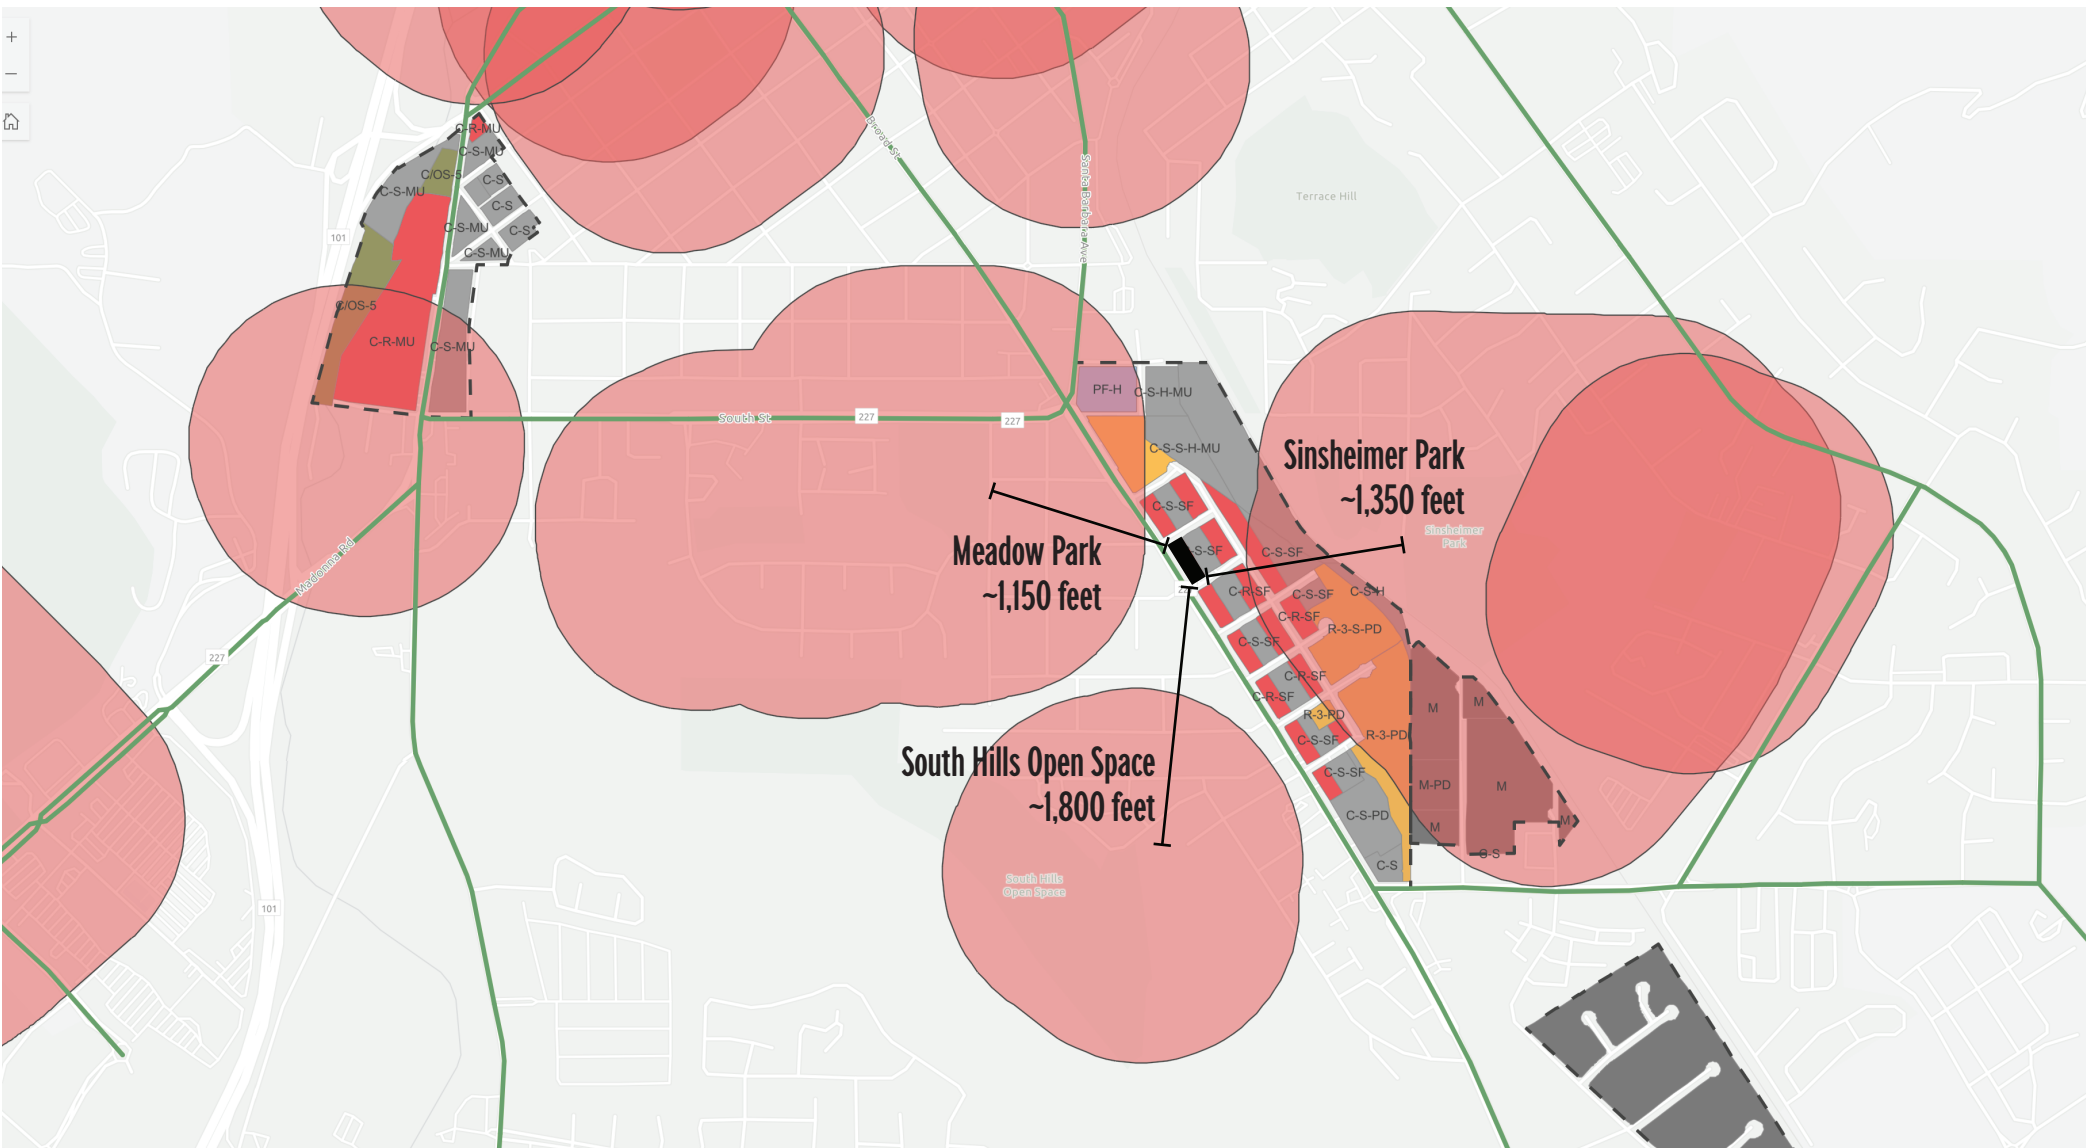 +
−
C-R-MU
C-S-MU
C/OS-5
C-S
C-S-MU
C-S
C-S-MU
C-S
C-S-MU
C/OS-5
C-R-MU
C-S-MU
101
Broad St
Santa Barbara Ave
Terrace Hill
South St
227
227
PF-H
C-S-H-MU
C-S-S-H-MU
Sinsheimer Park
~1,350 feet
Sinsheimer
Park
C-S-SF
-S-SF
C-S-SF
Meadow Park
~1,150 feet
Madonna Rd
227
C-R-SF
C-S-SF
C-S-H
C-R-SF
R-3-S-PD
C-S-SF
C-R-SF
C-R-SF
R-3-PD
C-S-SF
R-3-PD
M
M
South Hills Open Space
~1,800 feet
C-S-SF
M-PD
M
C-S-PD
M
M
C-S
C-S
South Hills
Open Space
101